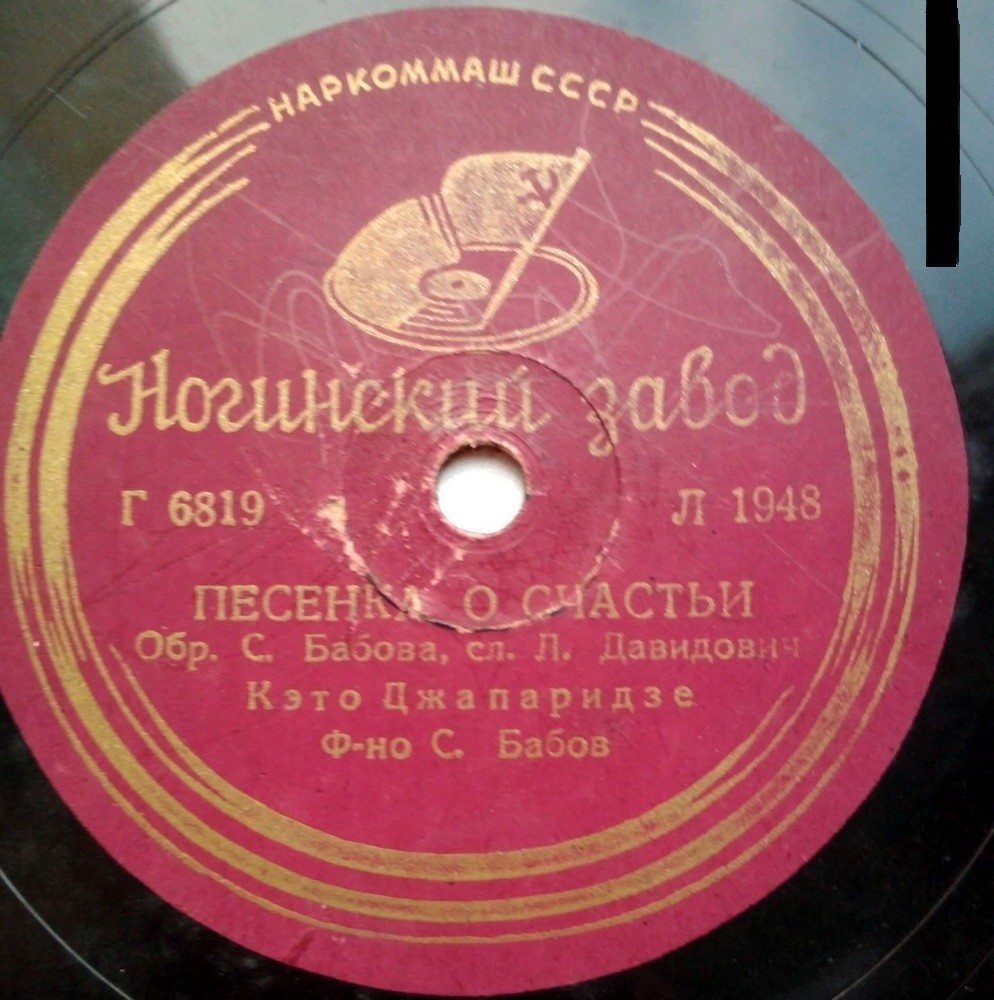 НАРКОММАШ СССР
Ногинский завод
Г 6819 Л 1948
ПЕСЕНКА О СЧАСТЬИ
Обр. С. Бабова, сл. Л. Давидович
Кэто Джапаридзе
Ф-но С. Бабов